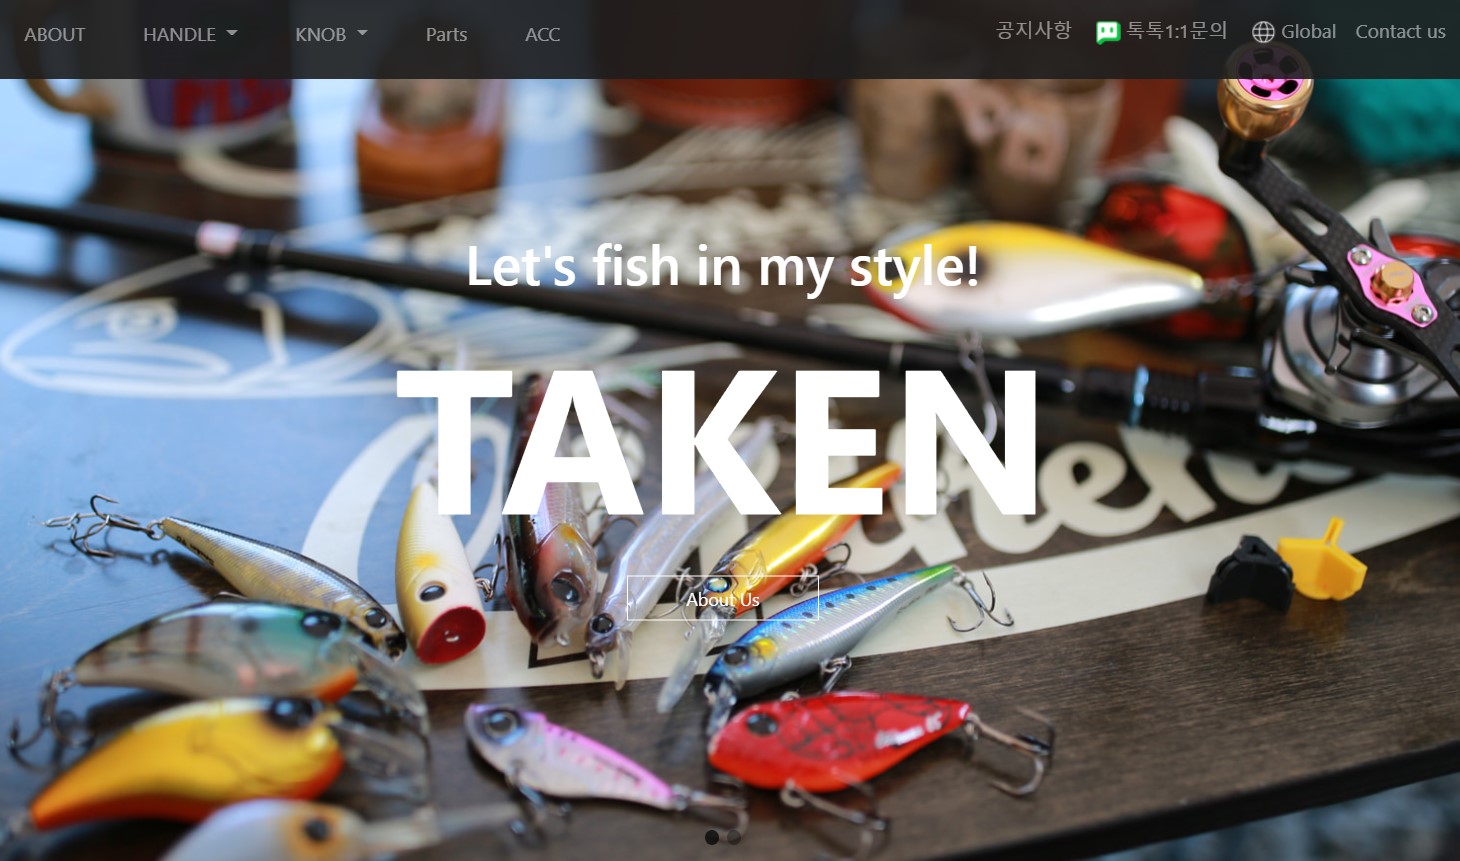 ABOUT
HANDLE
KNOB
Parts
ACC
공지사항
톡톡1:1문의
Global
Contact us
Let's fish in my style!
TAKEN
About Us